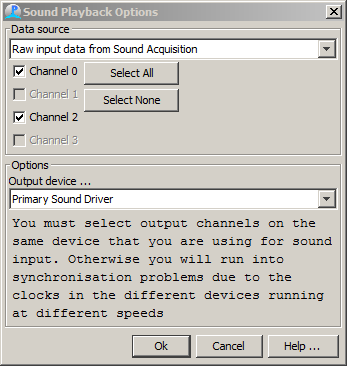 Sound Playback Options
Data source
Raw input data from Sound Acquisition
Channel 0
Select All
Channel 1
Select None
Channel 2
Channel 3
Options
Output device ...
Primary Sound Driver
You must select output channels on the
same device that you are using for sound
input. Otherwise you will run into
synchronisation problems due to the
clocks in the different devices running
at different speeds
Ok
Cancel
Help ...